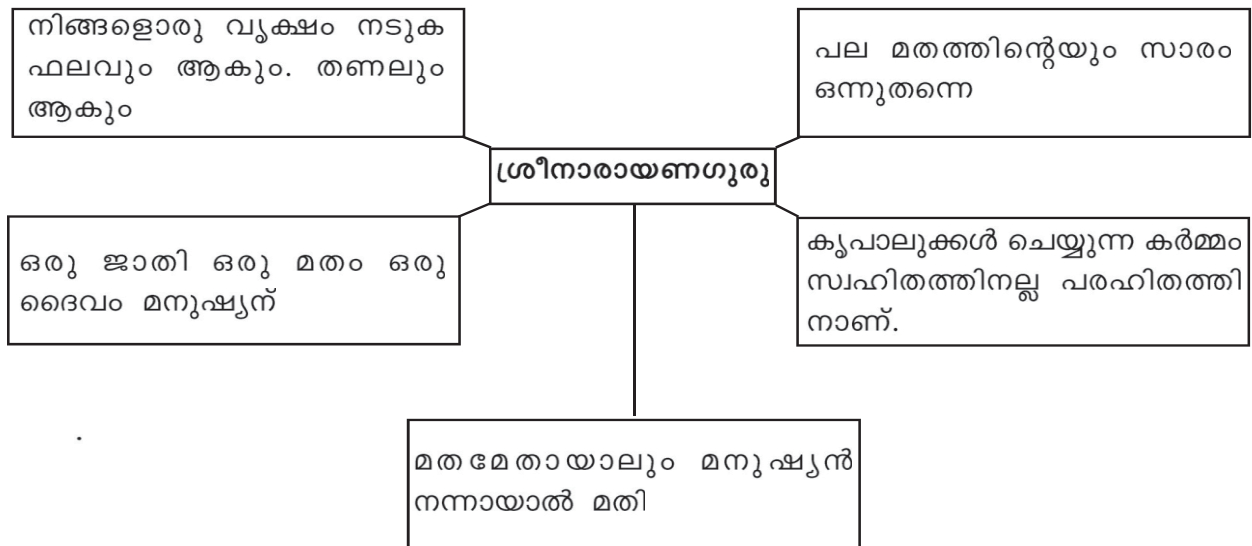 നിങ്ങളൊരു വൃക്ഷം നടുക
ഫലവും ആകും. തണലും
ആകും
പല മതത്തിന്റെയും സാരം
ഒന്നുതന്നെ
ശ്രീനാരായണഗുരു
ഒരു ജാതി ഒരു മതം ഒരു
ദൈവം മനുഷ്യന്
കൃപാലുക്കൾ ചെയ്യുന്ന കർമ്മം
സ്വഹിതത്തിനല്ല പരഹിതത്തി
നാണ്.
മതമേതായാലും മനുഷ്യൻ
നന്നായാൽ മതി